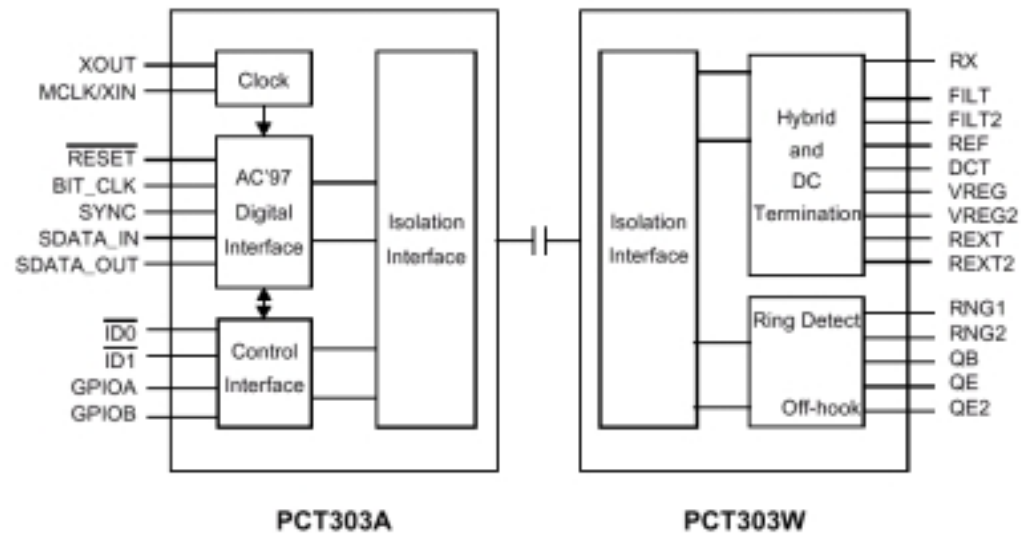 XOUT
MCLK/XIN
RESET
BIT_CLK
SYNC
SDATA_IN
SDATA_OUT
ID0
ID1
GPIOA
GPIOB
Clock
AC'97
Digital
Interface
Control
Interface
Isolation
Interface
PCT303A
Isolation
Interface
Hybrid
and
DC
Termination
Ring Detect
Off-hook
RX
FILT
FILT2
REF
DCT
VREG
VREG2
REXT
REXT2
RNG1
RNG2
QB
QE
QE2
PCT303W